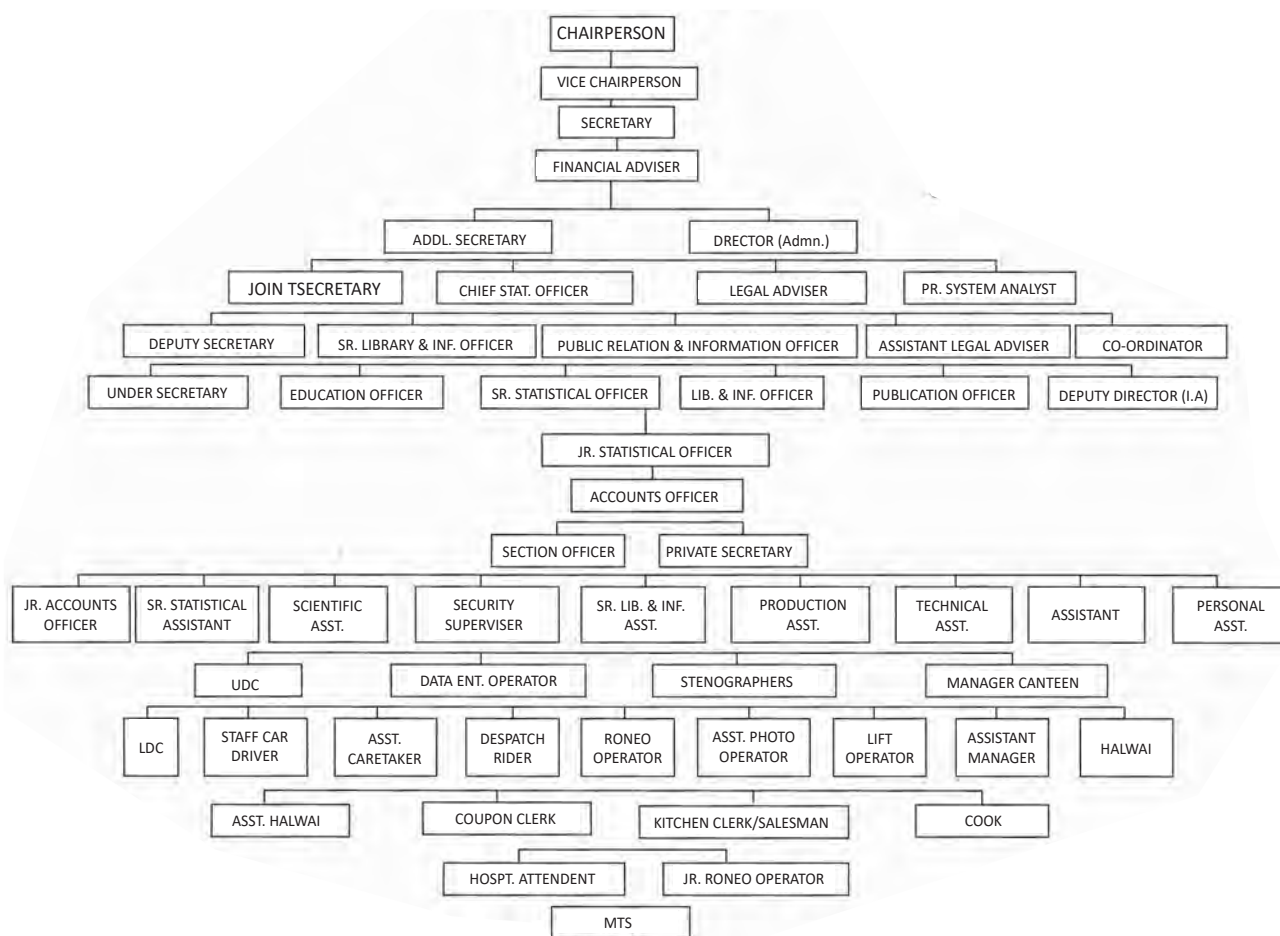 CHAIRPERSON
VICE CHAIRPERSON
SECRETARY
FINANCIAL ADVISER
ADDL. SECRETARY
DRECTOR (Admn.)
JOIN TSECRETARY
CHIEF STAT. OFFICER
LEGAL ADVISER
PR. SYSTEM ANALYST
DEPUTY SECRETARY
SR. LIBRARY & INF. OFFICER
PUBLIC RELATION & INFORMATION OFFICER
ASSISTANT LEGAL ADVISER
CO-ORDINATOR
UNDER SECRETARY
EDUCATION OFFICER
SR. STATISTICAL OFFICER
LIB. & INF. OFFICER
PUBLICATION OFFICER
DEPUTY DIRECTOR (I.A)
JR. STATISTICAL OFFICER
ACCOUNTS OFFICER
SECTION OFFICER
PRIVATE SECRETARY
JR. ACCOUNTS
OFFICER
SR. STATISTICAL
ASSISTANT
SCIENTIFIC
ASST.
SECURITY
SUPERVISER
SR. LIB. & INF.
ASST.
PRODUCTION
ASST.
TECHNICAL
ASST.
ASSISTANT
PERSONAL
ASST.
UDC
DATA ENT. OPERATOR
STENOGRAPHERS
MANAGER CANTEEN
LDC
STAFF CAR
DRIVER
ASST.
CARETAKER
DESPATCH
RIDER
RONEO
OPERATOR
ASST. PHOTO
OPERATOR
LIFT
OPERATOR
ASSISTANT
MANAGER
HALWAI
ASST. HALWAI
COUPON CLERK
KITCHEN CLERK/SALESMAN
COOK
HOSPT. ATTENDENT
JR. RONEO OPERATOR
MTS